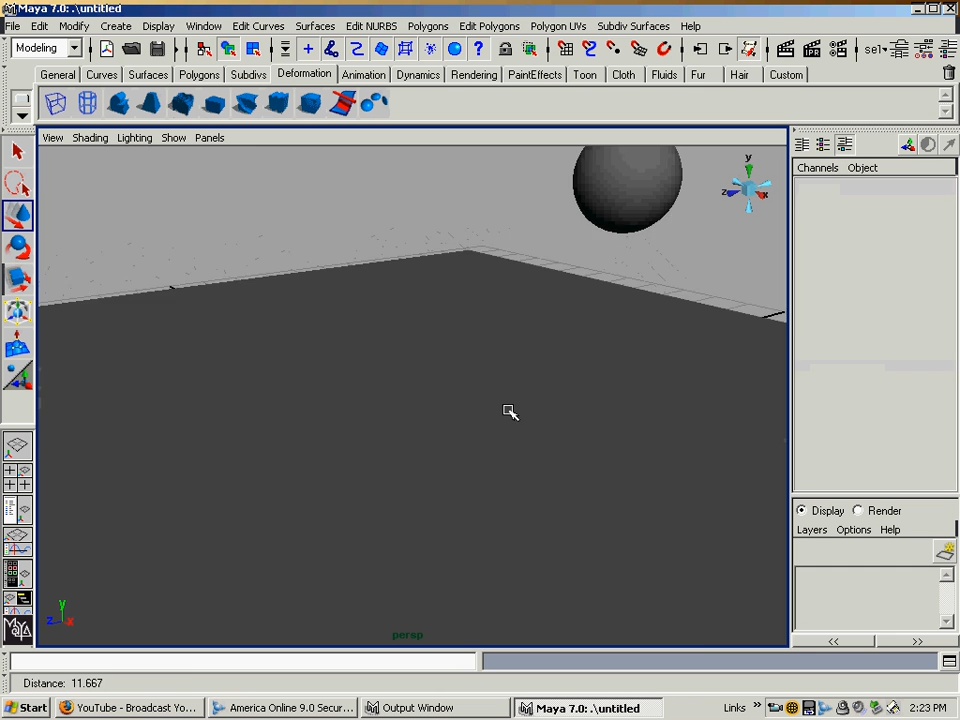 Maya 7.0: .\untitled
File Edit Modify Create Display Window Edit Curves Surfaces Edit NURBS Polygons Edit Polygons Polygon UVs Subdiv Surfaces Help
Modeling sel
General Curves Surfaces Polygons Subdivs Deformation Animation Dynamics Rendering PaintEffects Toon Cloth Fluids Fur Hair Custom
View Shading Lighting Show Panels
Channels Object
y
z x
Display Render
Layers Options Help
y
z x
persp
MAYA
<< >>
Distance: 11.667
Start YouTube - Broadcast Yo... America Online 9.0 Secur... Output Window Maya 7.0: .\untitled Links » 2:23 PM